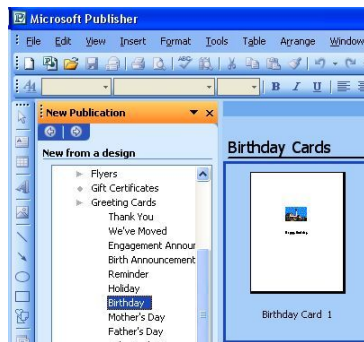 Microsoft Publisher
File Edit View Insert Format Tools Table Arrange Window
B I U
New Publication
New from a design
Flyers
Gift Certificates
Greeting Cards
Thank You
We've Moved
Engagement Announ
Birth Announcement
Reminder
Holiday
Birthday
Mother's Day
Father's Day
Birthday Cards
Birthday Card 1